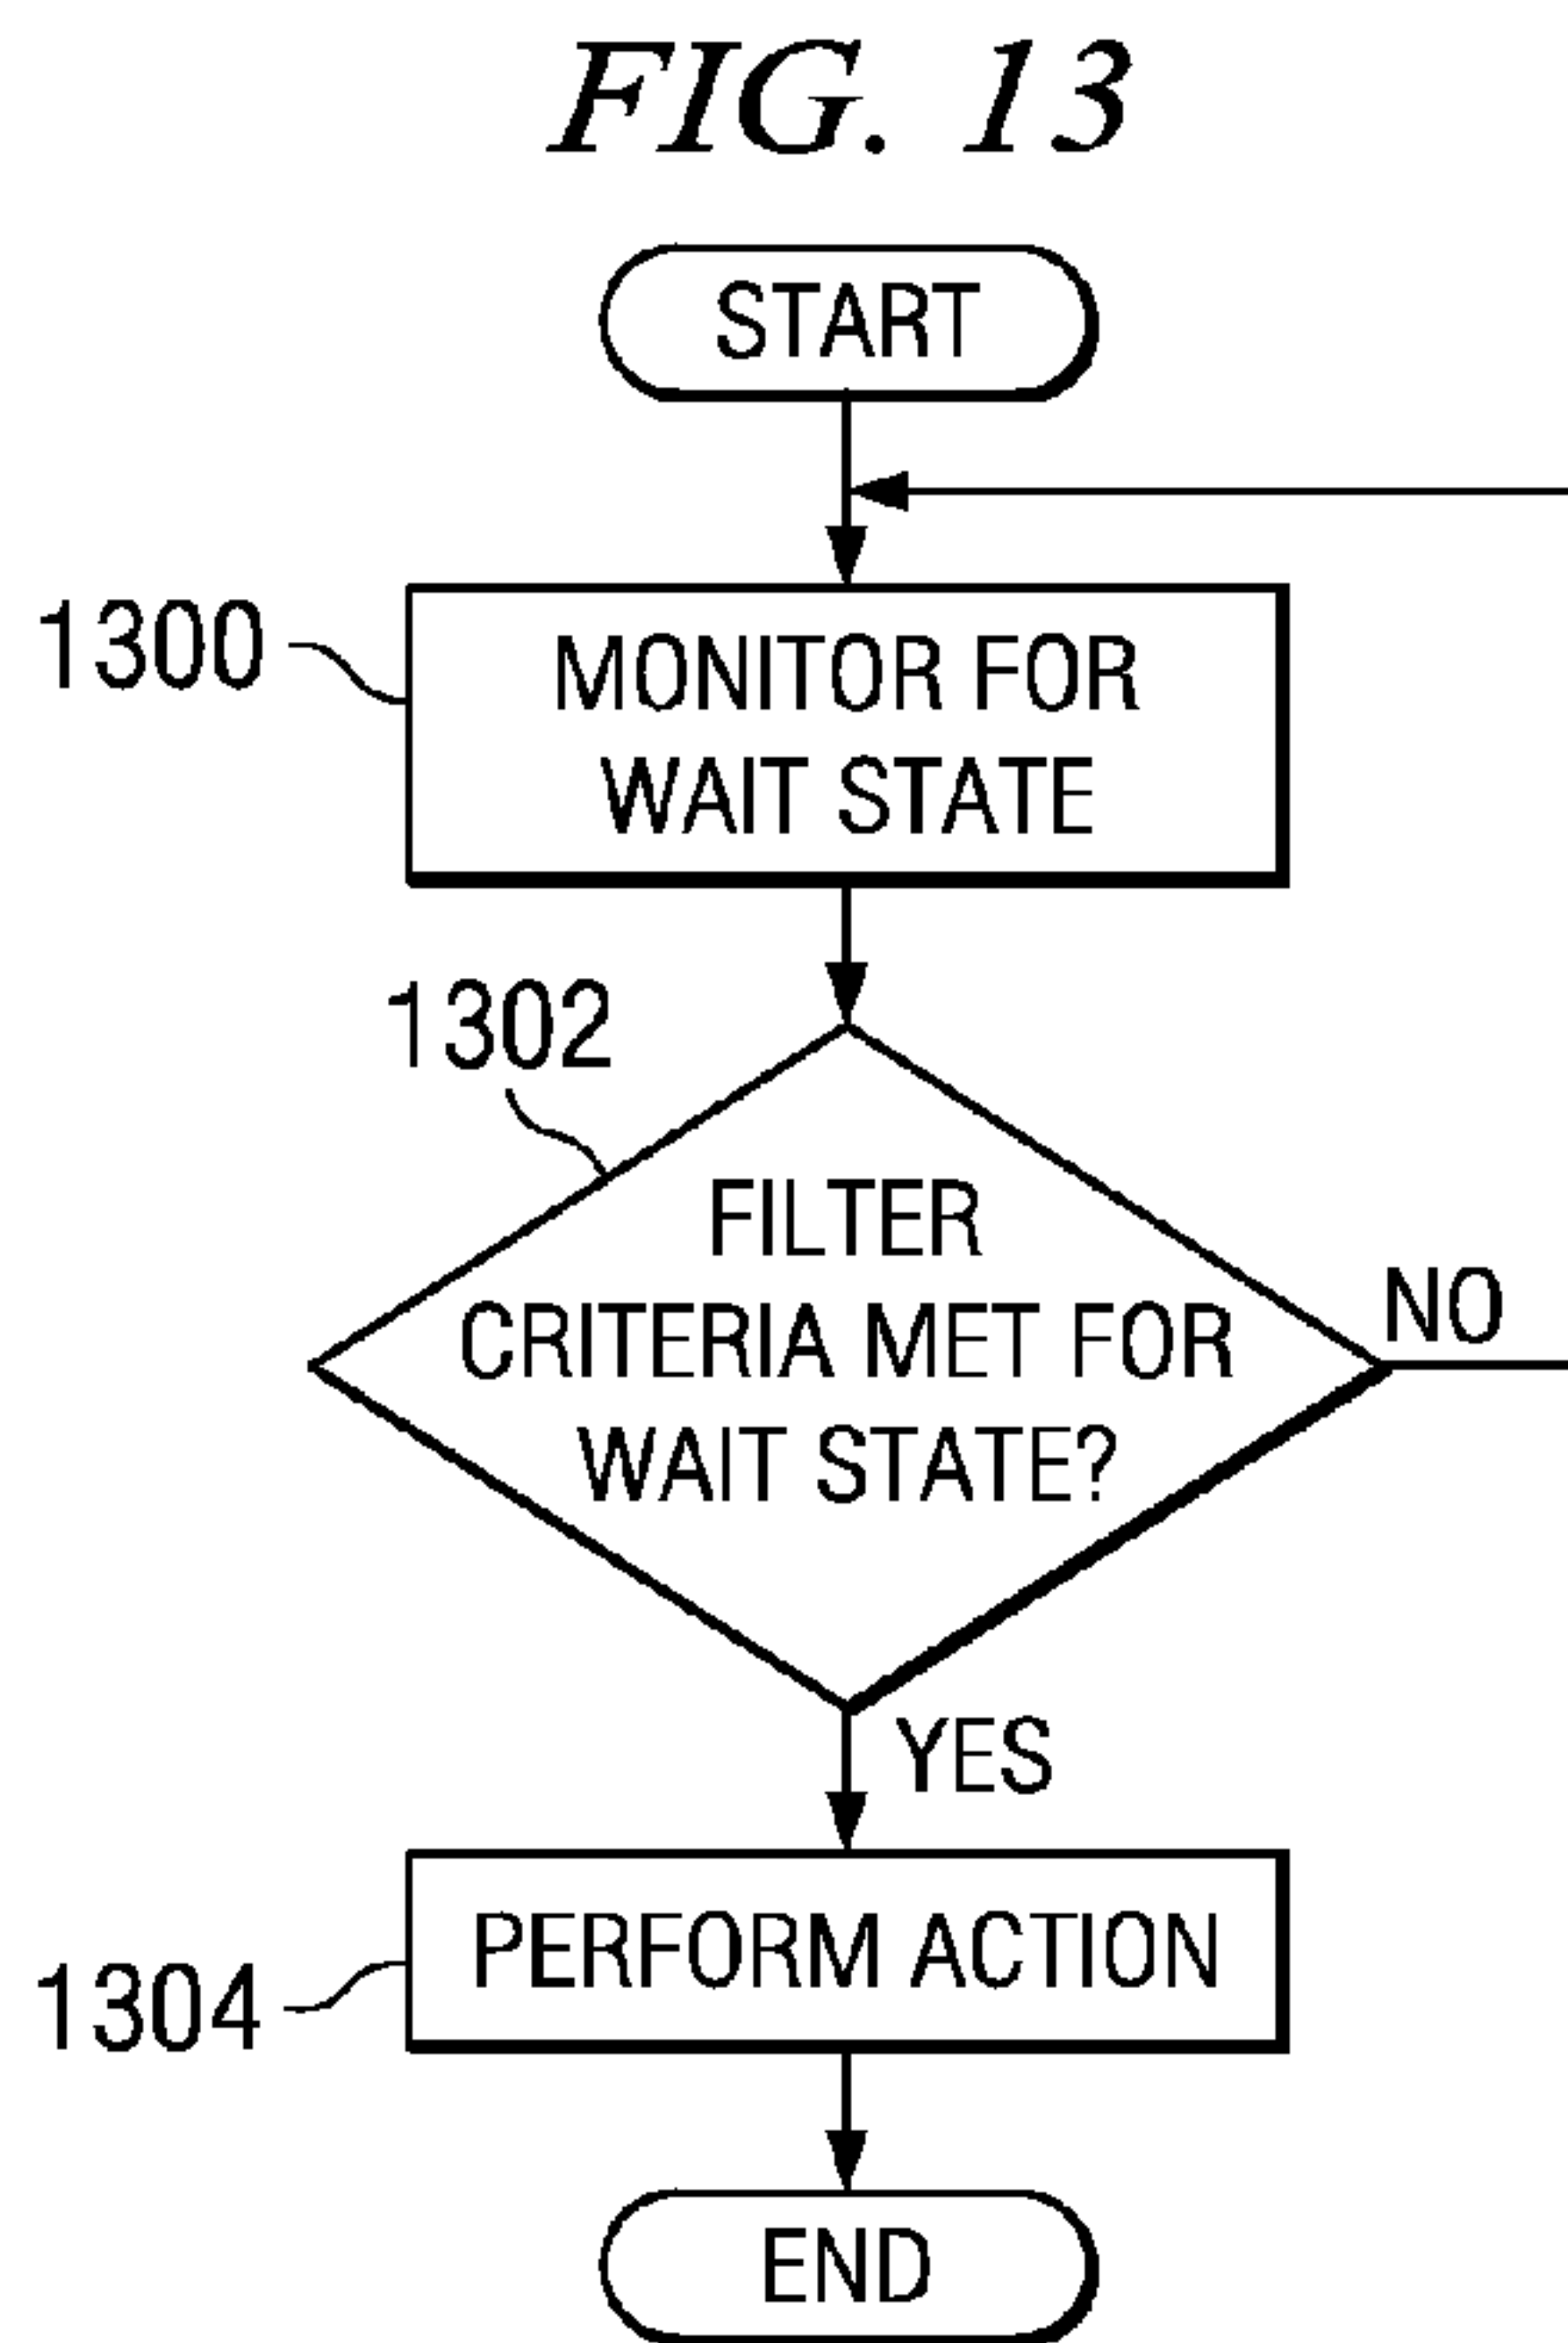 FIG. 13
START
1300
MONITOR FOR
WAIT STATE
1302
FILTER
CRITERIA MET FOR
WAIT STATE?
NO
YES
PERFORM ACTION
1304
END